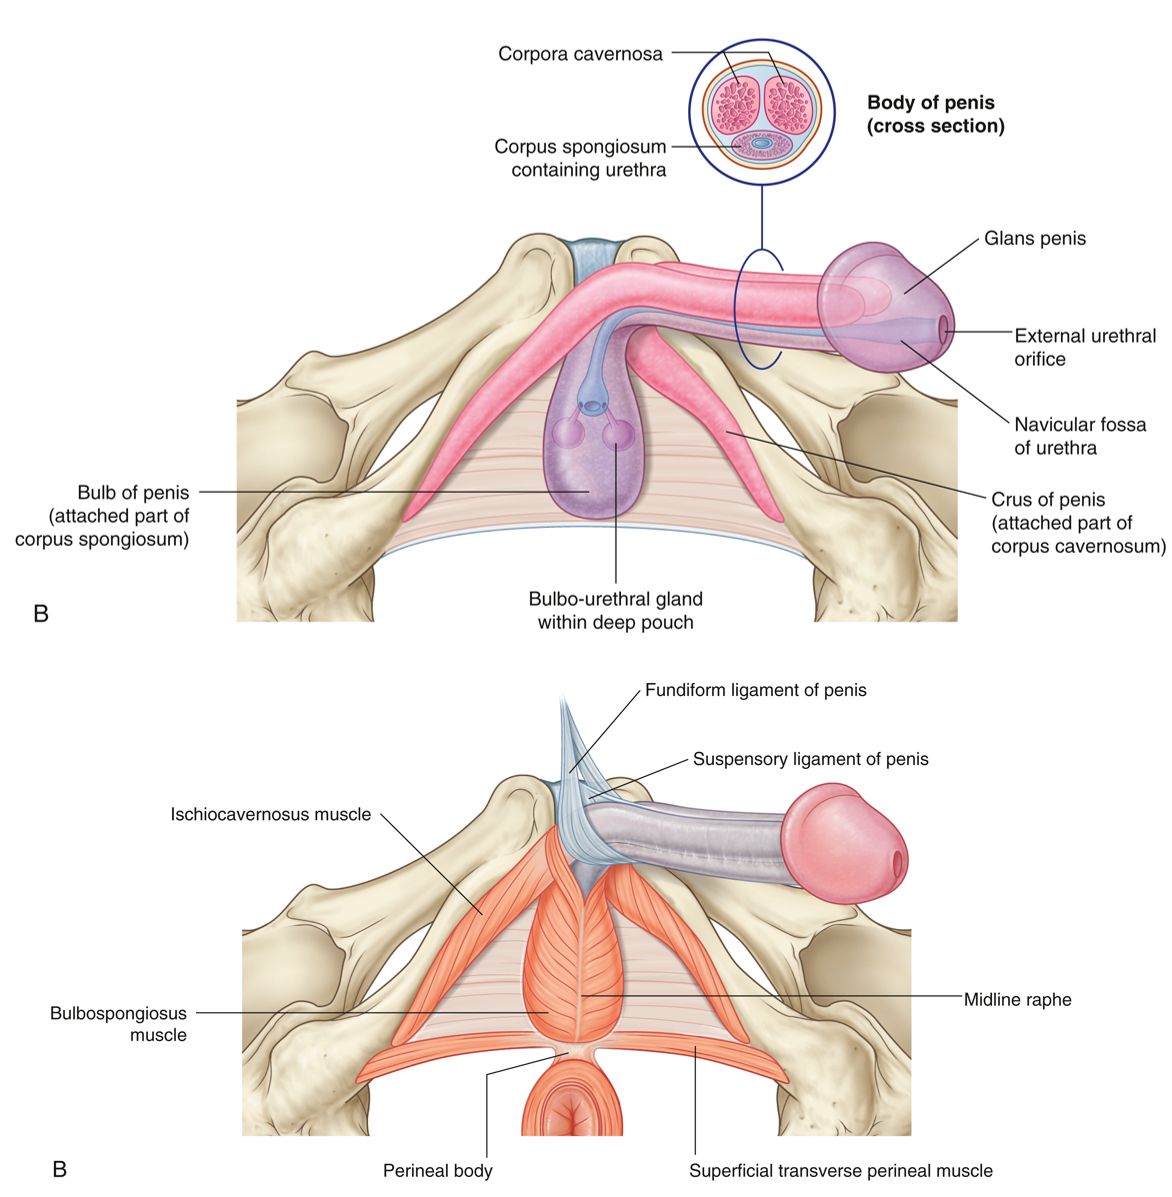 Corpora cavernosa
Body of penis
(cross section)
Corpus spongiosum
containing urethra
Glans penis
External urethral
orifice
Navicular fossa
of urethra
Bulb of penis
(attached part of
corpus spongiosum)
Crus of penis
(attached part of
corpus cavernosum)
Bulbo-urethral gland
within deep pouch
B
Fundiform ligament of penis
Suspensory ligament of penis
Ischiocavernosus muscle
Midline raphe
Bulbospongiosus
muscle
Perineal body
Superficial transverse perineal muscle
B